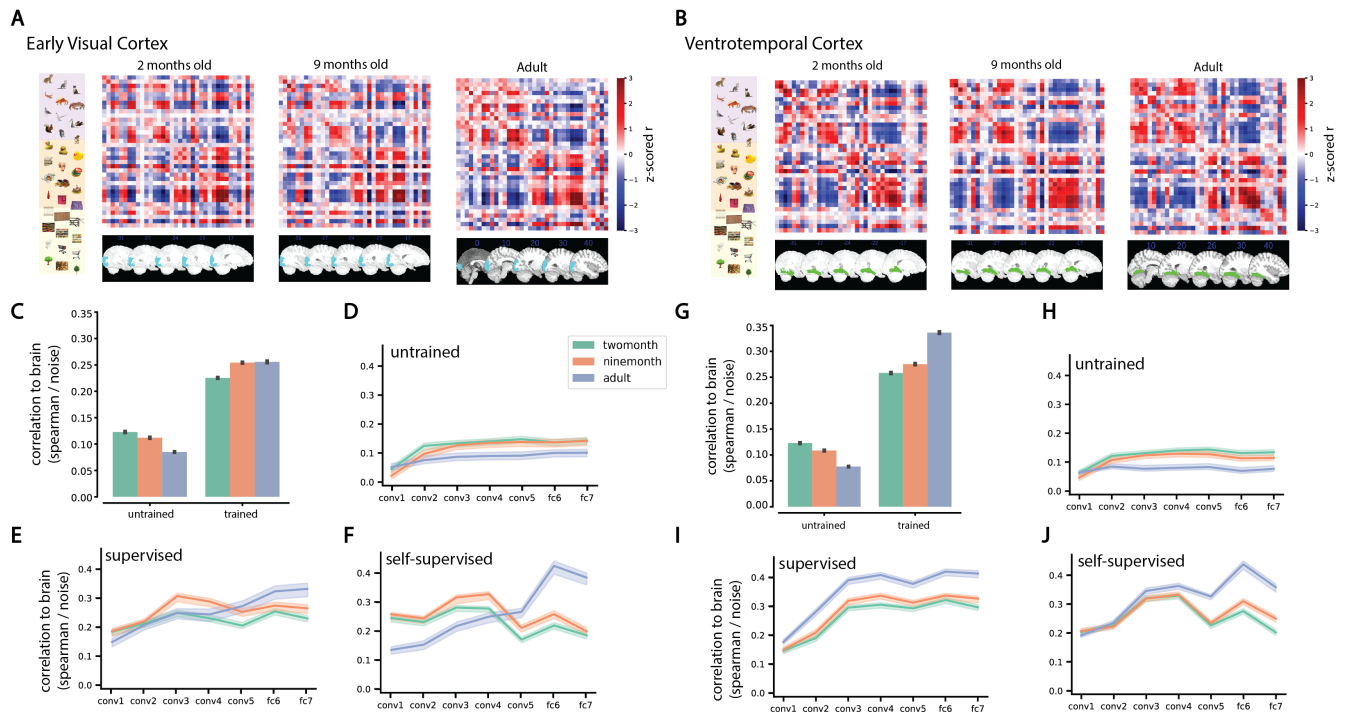 A
Early Visual Cortex
2 months old
9 months old
Adult
3
2
1
0
−1
−2
−3
z-scored r
0 10 20 30 40
B
Ventrotemporal Cortex
2 months old
9 months old
Adult
3
2
1
0
−1
−2
−3
z-scored r
10 20 26 30 40
C
correlation to brain
(spearman / noise)
0.35
0.30
0.25
0.20
0.15
0.10
0.05
0.00
untrained trained
D
untrained
twomonth
ninemonth
adult
0.4
0.3
0.2
0.1
0.0
conv1 conv2 conv3 conv4 conv5 fc6 fc7
G
correlation to brain
(spearman / noise)
0.35
0.30
0.25
0.20
0.15
0.10
0.05
0.00
untrained trained
H
untrained
0.4
0.3
0.2
0.1
0.0
conv1 conv2 conv3 conv4 conv5 fc6 fc7
E
supervised
correlation to brain
(spearman / noise)
0.4
0.3
0.2
0.1
0.0
conv1 conv2 conv3 conv4 conv5 fc6 fc7
F
self-supervised
0.4
0.3
0.2
0.1
0.0
conv1 conv2 conv3 conv4 conv5 fc6 fc7
I
supervised
correlation to brain
(spearman / noise)
0.4
0.3
0.2
0.1
0.0
conv1 conv2 conv3 conv4 conv5 fc6 fc7
J
self-supervised
0.4
0.3
0.2
0.1
0.0
conv1 conv2 conv3 conv4 conv5 fc6 fc7